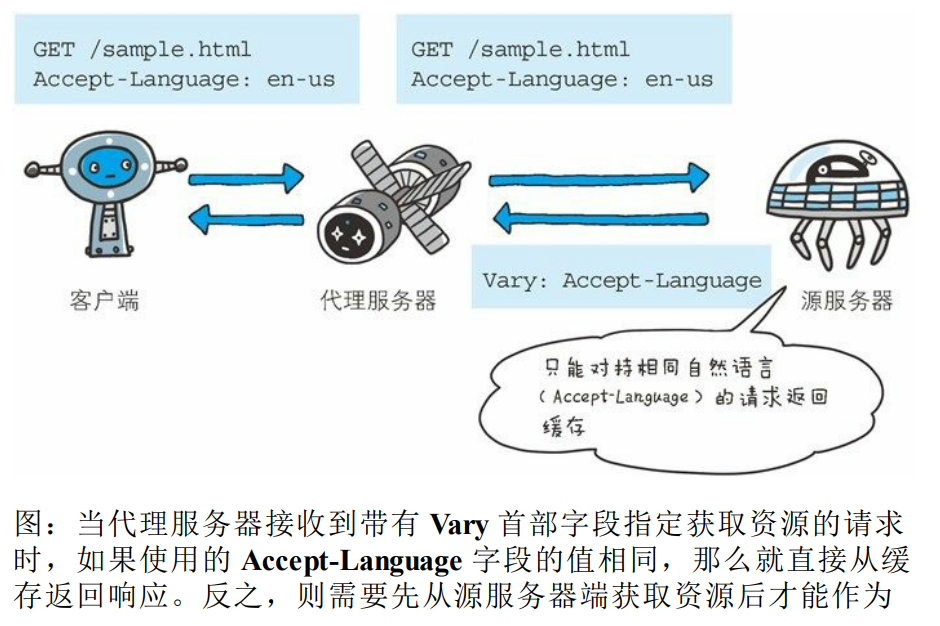 GET /sample.html
Accept-Language: en-us
GET /sample.html
Accept-Language: en-us
客户端
代理服务器
Vary: Accept-Language
源服务器
只能对持相同自然语言
(Accept-Language)的请求返回
缓存
图：当代理服务器接收到带有 Vary 首部字段指定获取资源的请求
时，如果使用的 Accept-Language 字段的值相同，那么就直接从缓
存返回响应。反之，则需要先从源服务器端获取资源后才能作为